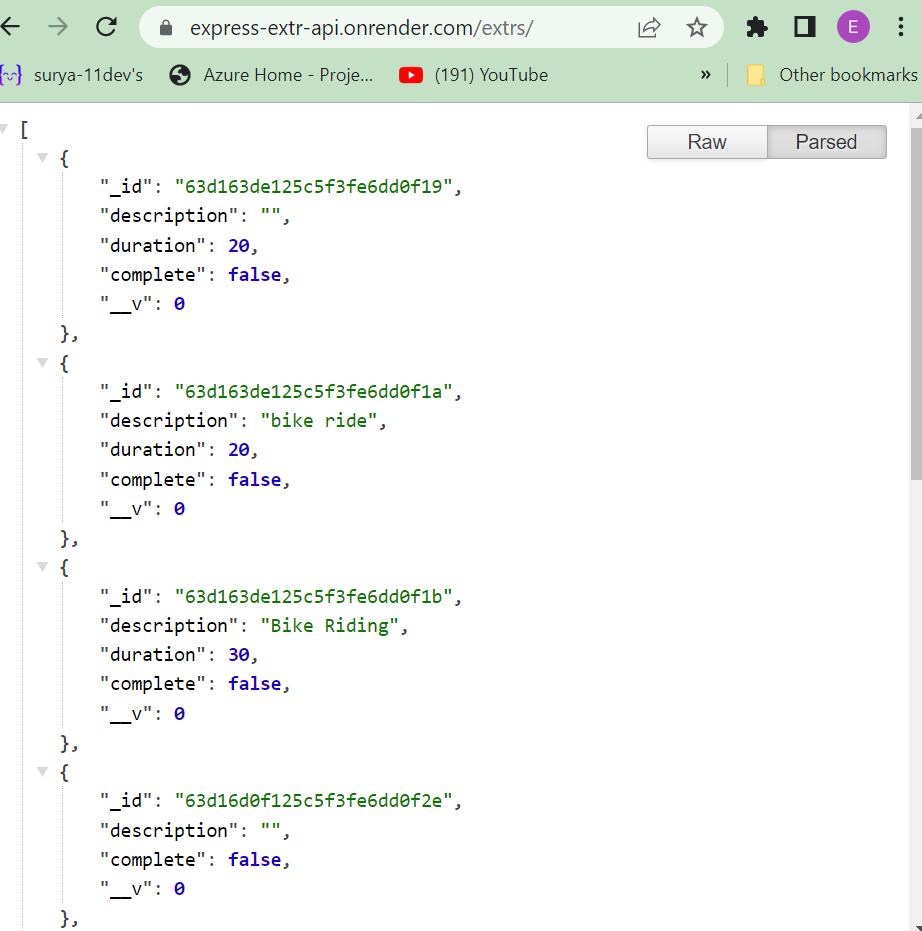 express-extr-api.onrender.com/extrs/
E
surya-11dev's
Azure Home - Proje...
(191) YouTube
»
Other bookmarks
Raw
Parsed
[
{
"_id": "63d163de125c5f3fe6dd0f19",
"description": "",
"duration": 20,
"complete": false,
"__v": 0
},
{
"_id": "63d163de125c5f3fe6dd0f1a",
"description": "bike ride",
"duration": 20,
"complete": false,
"__v": 0
},
{
"_id": "63d163de125c5f3fe6dd0f1b",
"description": "Bike Riding",
"duration": 30,
"complete": false,
"__v": 0
},
{
"_id": "63d16d0f125c5f3fe6dd0f2e",
"description": "",
"complete": false,
"__v": 0
},